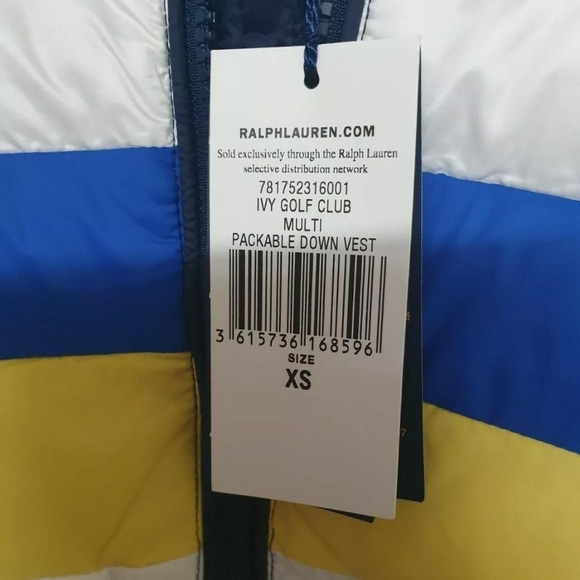 RALPHLAUREN.COM
Sold exclusively through the Ralph Lauren
selective distribution network
781752316001
IVY GOLF CLUB
MULTI
PACKABLE DOWN VEST
3 615736 168596
SIZE
XS